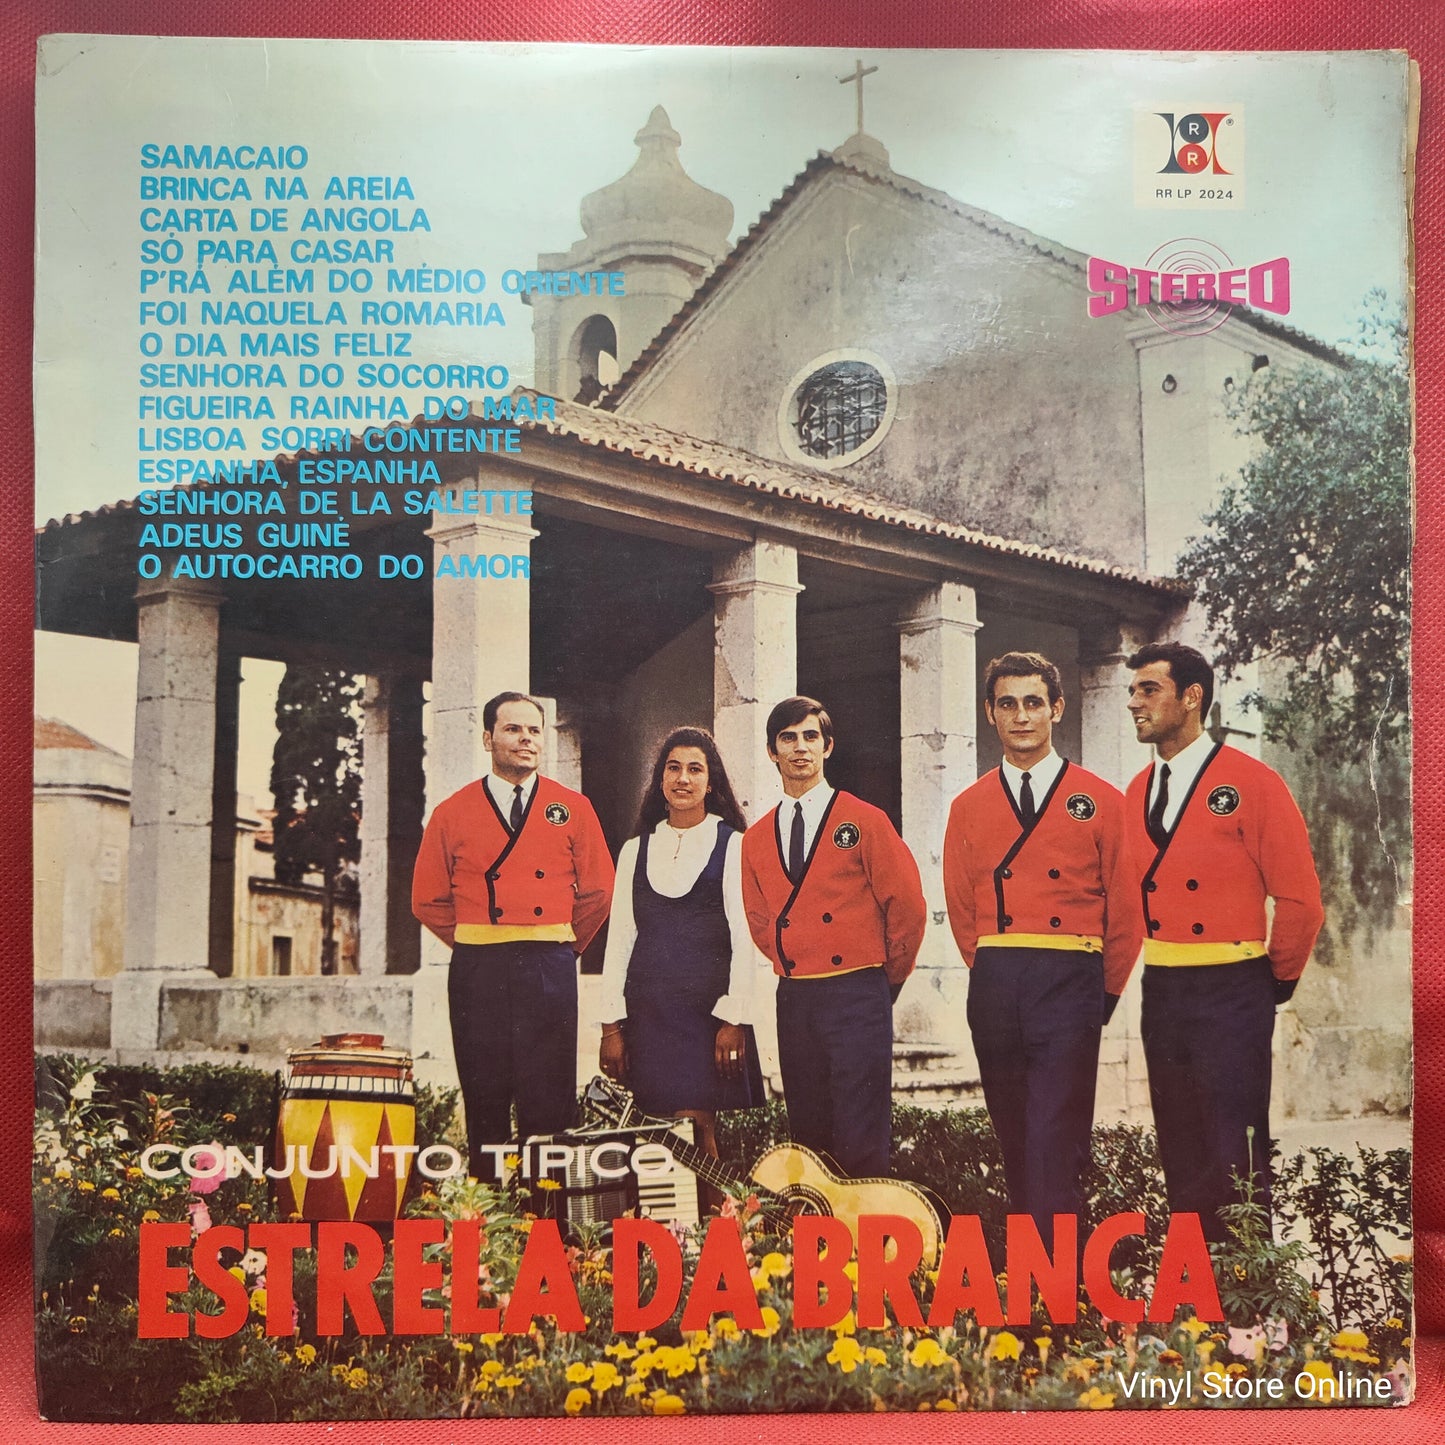 SAMACAIO
BRINCA NA AREIA
CARTA DE ANGOLA
SÓ PARA CASAR
P'RÁ ALÉM DO MÉDIO ORIENTE
FOI NAQUELA ROMARIA
O DIA MAIS FELIZ
SENHORA DO SOCORRO
FIGUEIRA RAINHA DO MAR
LISBOA SORRI CONTENTE
ESPANHA, ESPANHA
SENHORA DE LA SALETTE
ADEUS GUINÉ
O AUTOCARRO DO AMOR
R
R
®
RR LP 2024
STEREO
CONJUNTO TÍPICO
ESTRELA DA BRANCA
Vinyl Store Online